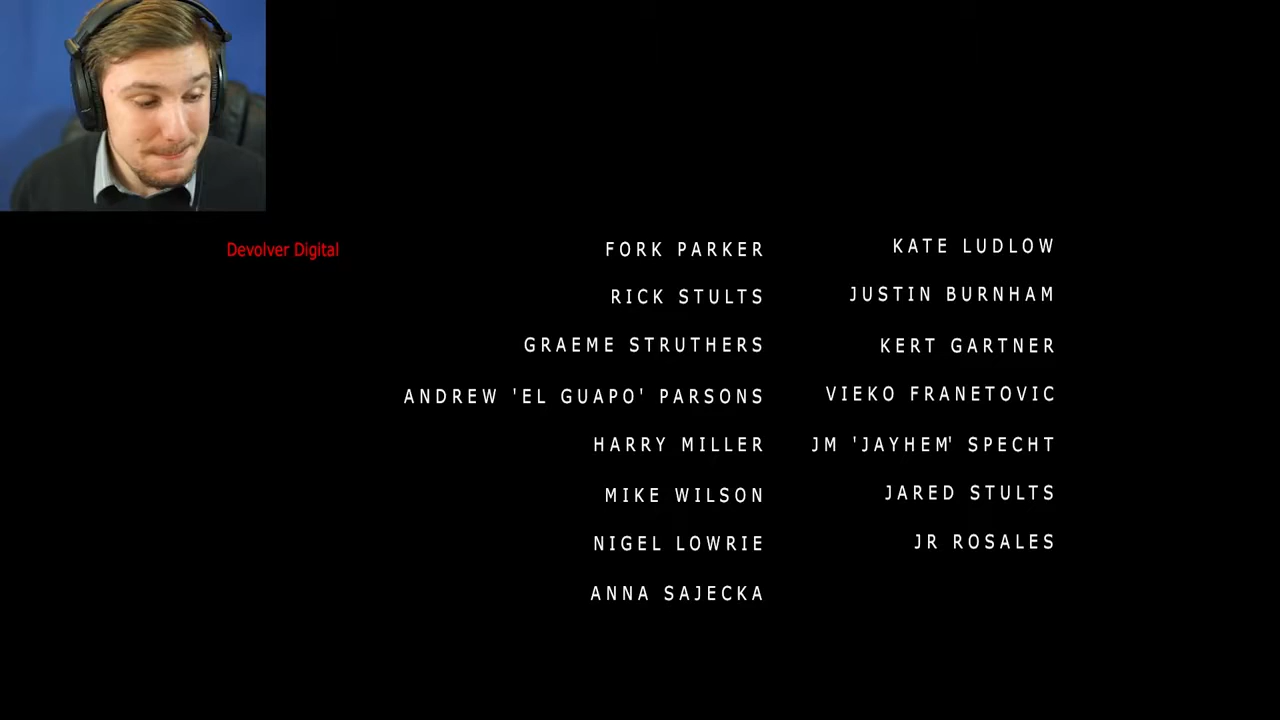 Devolver Digital
FORK PARKER
RICK STULTS
GRAEME STRUTHERS
ANDREW 'EL GUAPO' PARSONS
HARRY MILLER
MIKE WILSON
NIGEL LOWRIE
ANNA SAJECKA
KATE LUDLOW
JUSTIN BURNHAM
KERT GARTNER
VIEKO FRANETOVIC
JM 'JAYHEM' SPECHT
JARED STULTS
JR ROSALES